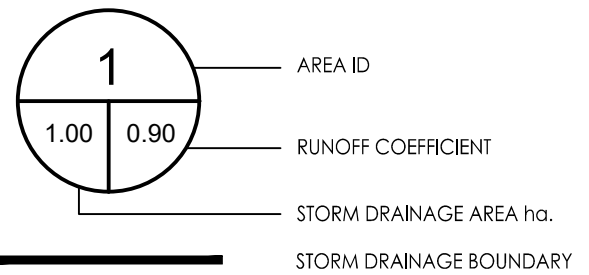 1
AREA ID
1.00 0.90
RUNOFF COEFFICIENT
STORM DRAINAGE AREA ha.
STORM DRAINAGE BOUNDARY